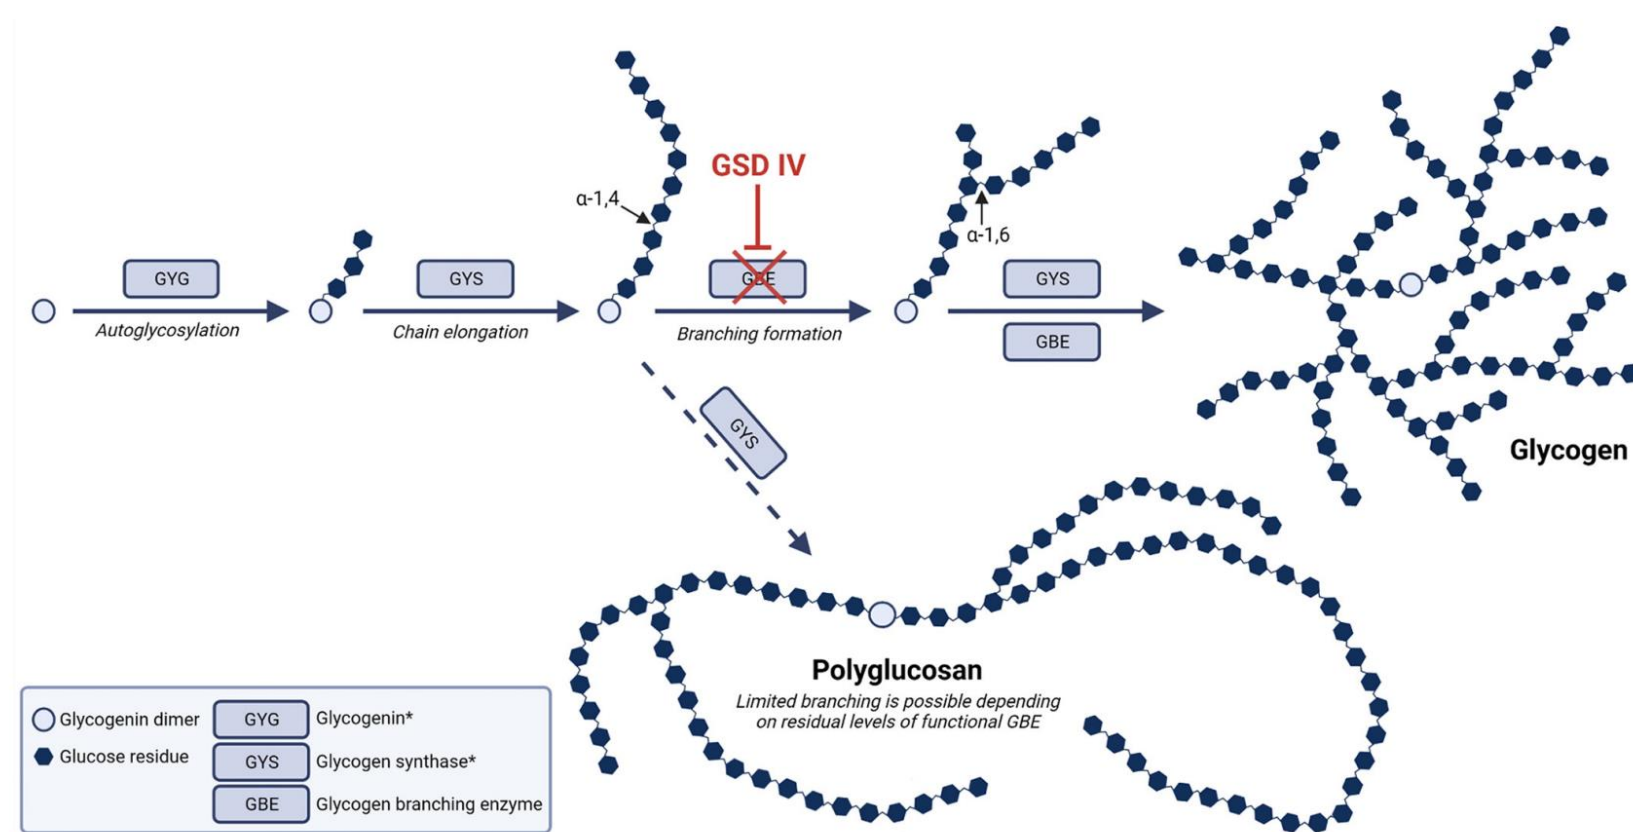 GSD IV
α-1,4
α-1,6
GYG
GYS
GBE
GYS
Autoglycosylation
Chain elongation
Branching formation
GBE
GYS
Glycogen
Polyglucosan
Limited branching is possible depending
on residual levels of functional GBE
Glycogenin dimer
GYG
Glycogenin*
Glucose residue
GYS
Glycogen synthase*
GBE
Glycogen branching enzyme